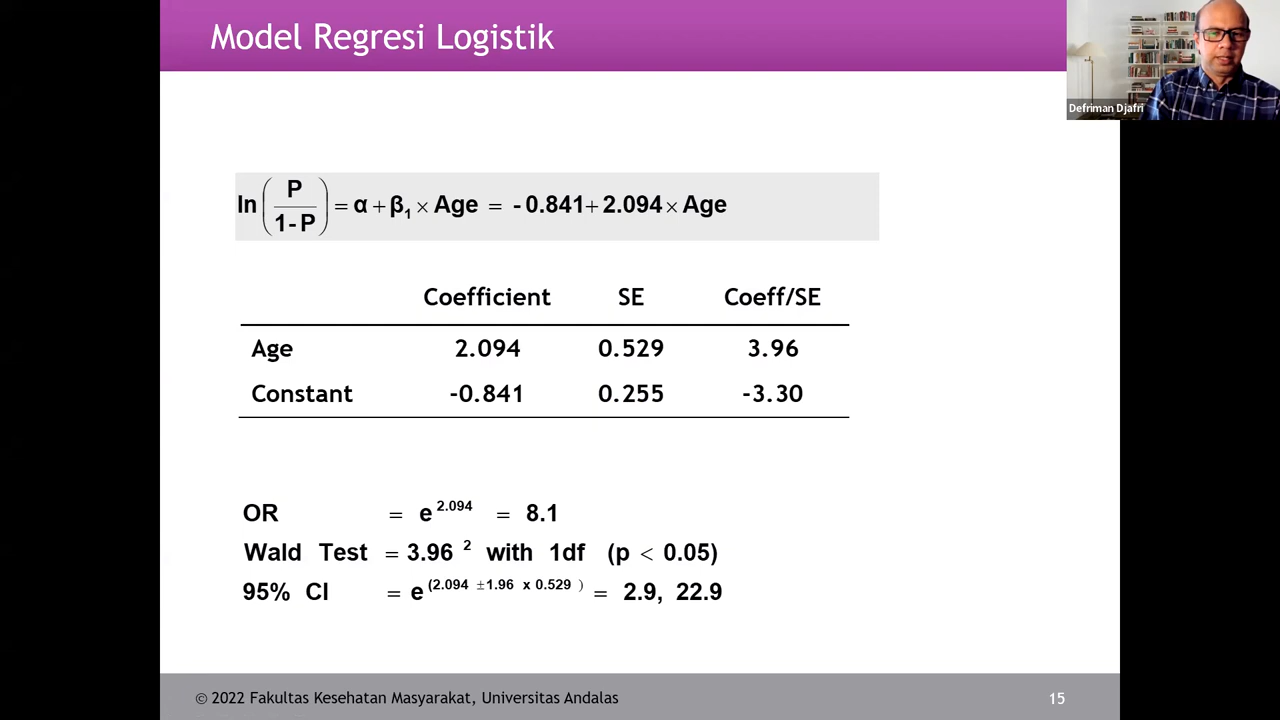 Model Regresi Logistik
Defriman Djafri
ln(P/1-P) = α + β₁ × Age = - 0.841+ 2.094 × Age
Coefficient SE Coeff/SE
Age 2.094 0.529 3.96
Constant -0.841 0.255 -3.30
OR = e^2.094 = 8.1
Wald Test = 3.96 ² with 1df (p < 0.05)
95% CI = e^(2.094 ±1.96 x 0.529 ) = 2.9, 22.9
© 2022 Fakultas Kesehatan Masyarakat, Universitas Andalas 15